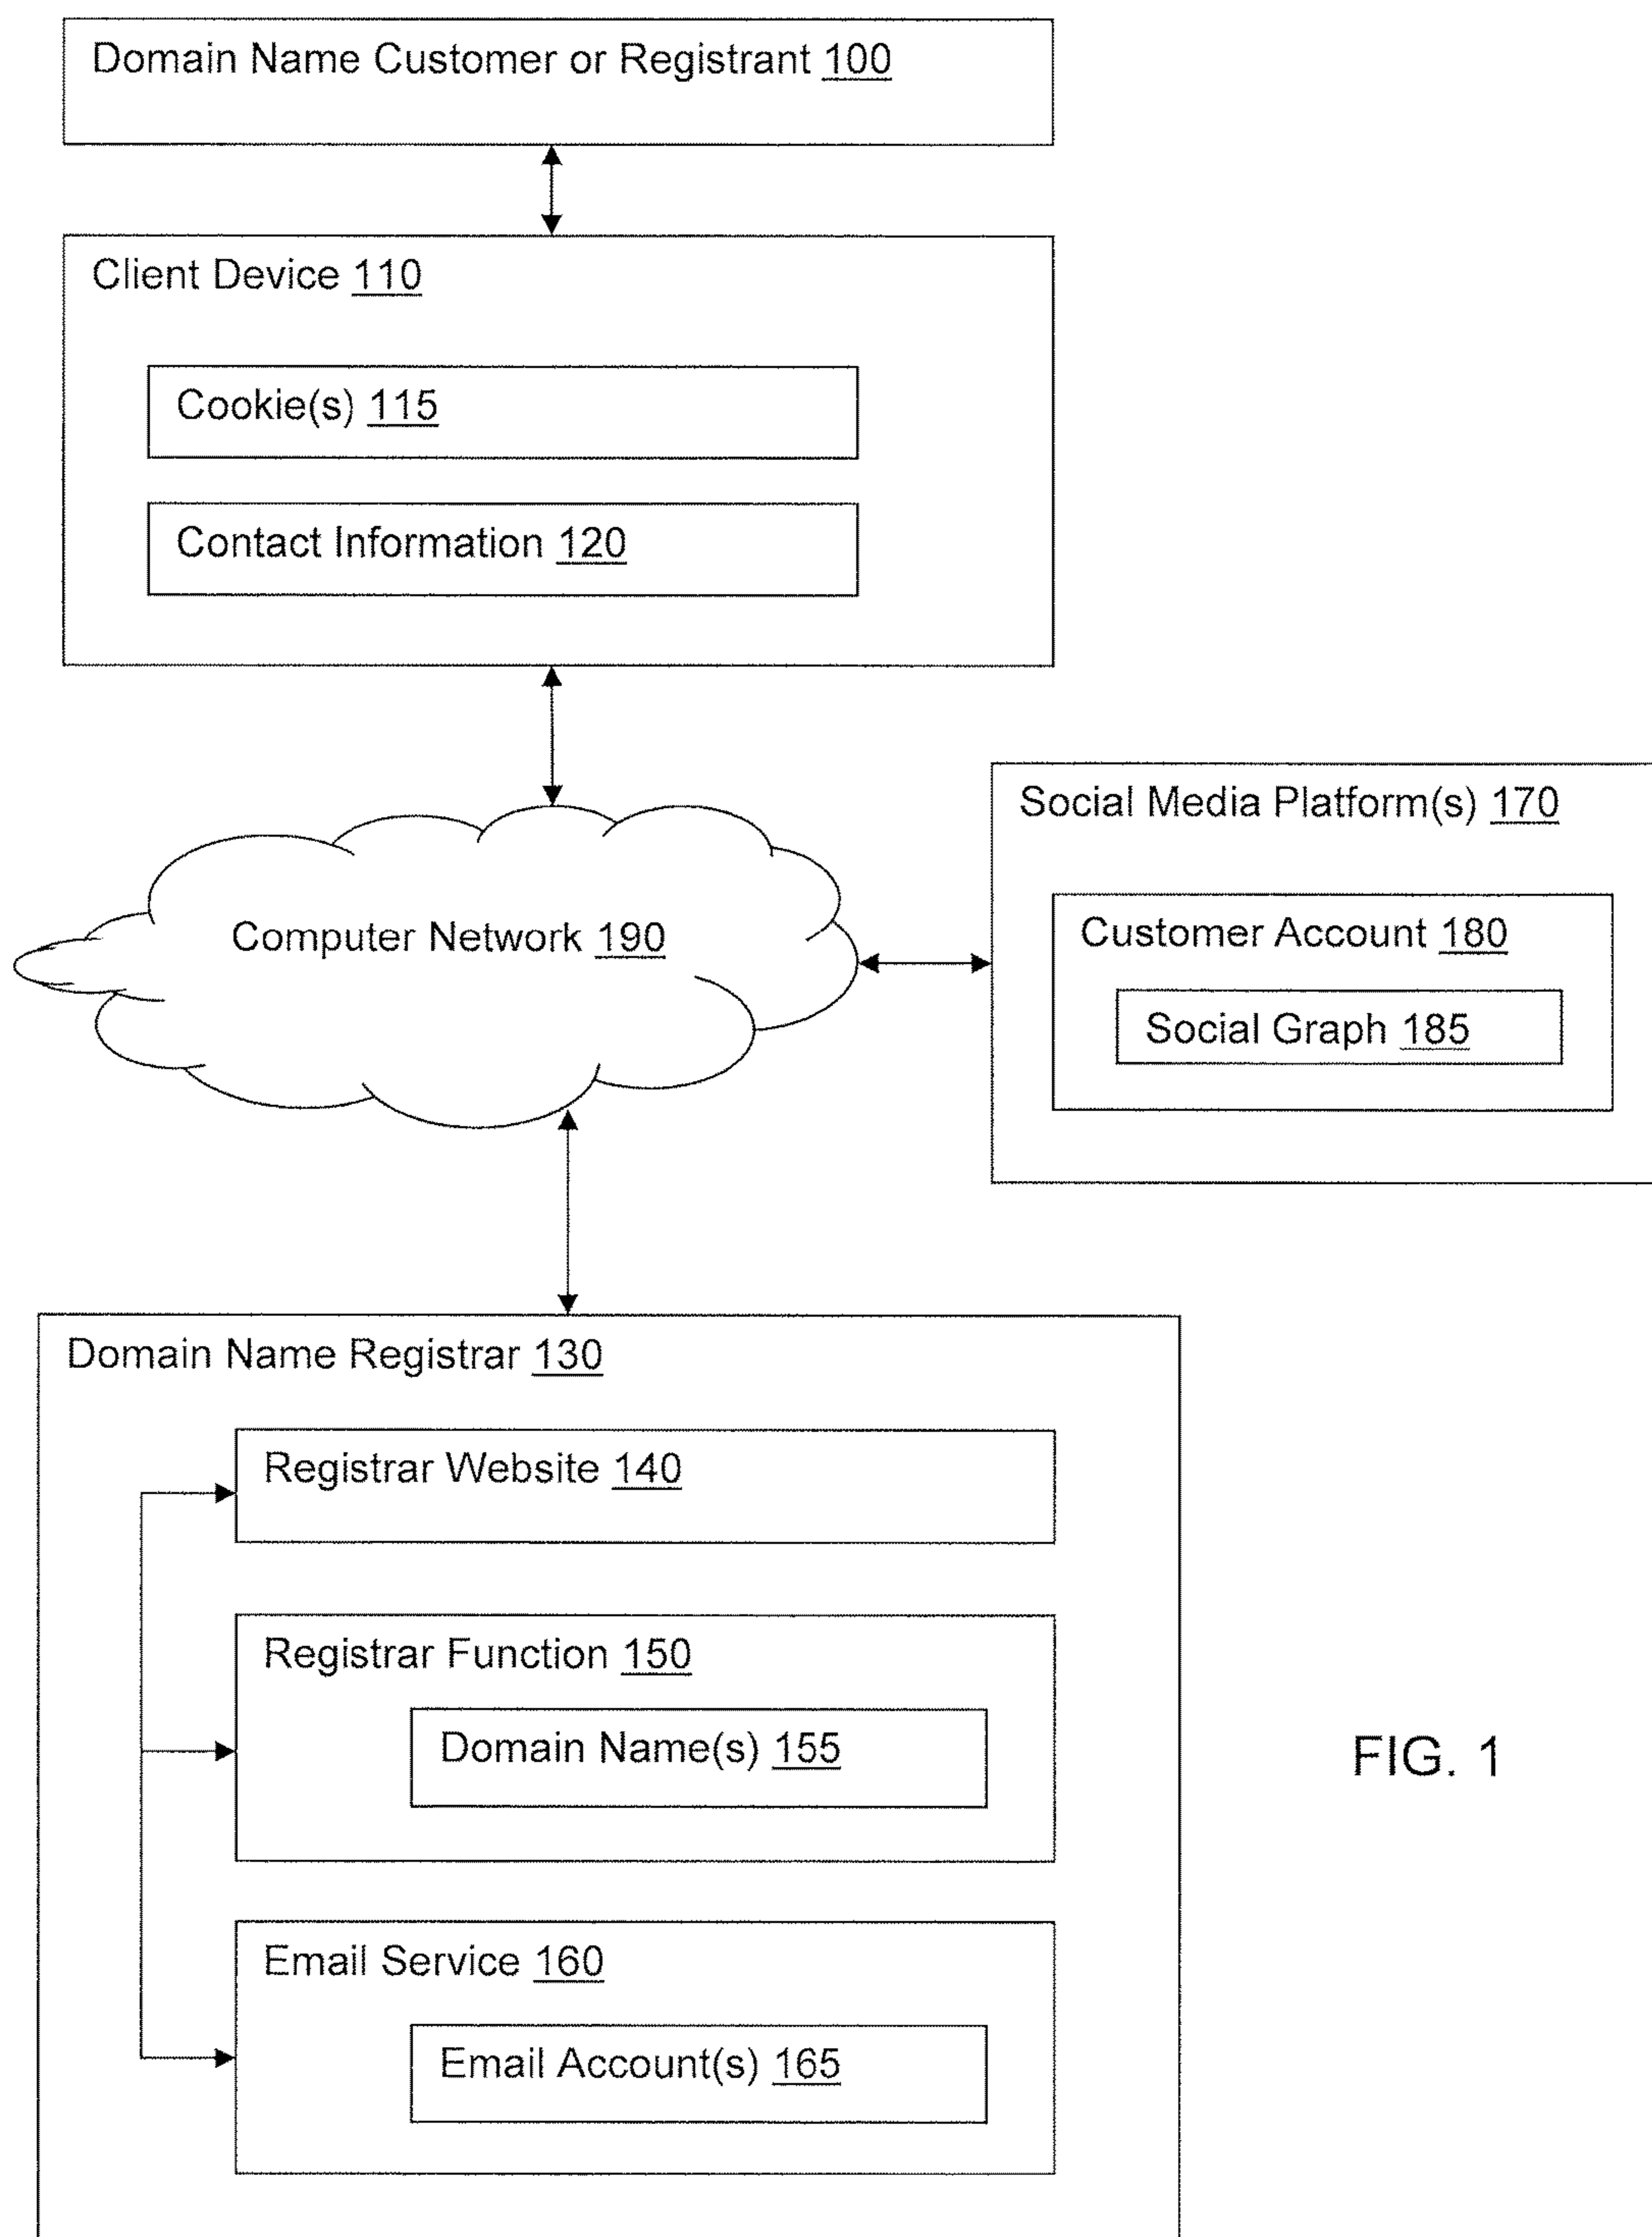 Domain Name Customer or Registrant 100
Client Device 110
Cookie(s) 115
Contact Information 120
Social Media Platform(s) 170
Customer Account 180
Social Graph 185
Computer Network 190
Domain Name Registrar 130
Registrar Website 140
Registrar Function 150
Domain Name(s) 155
Email Service 160
Email Account(s) 165
FIG. 1